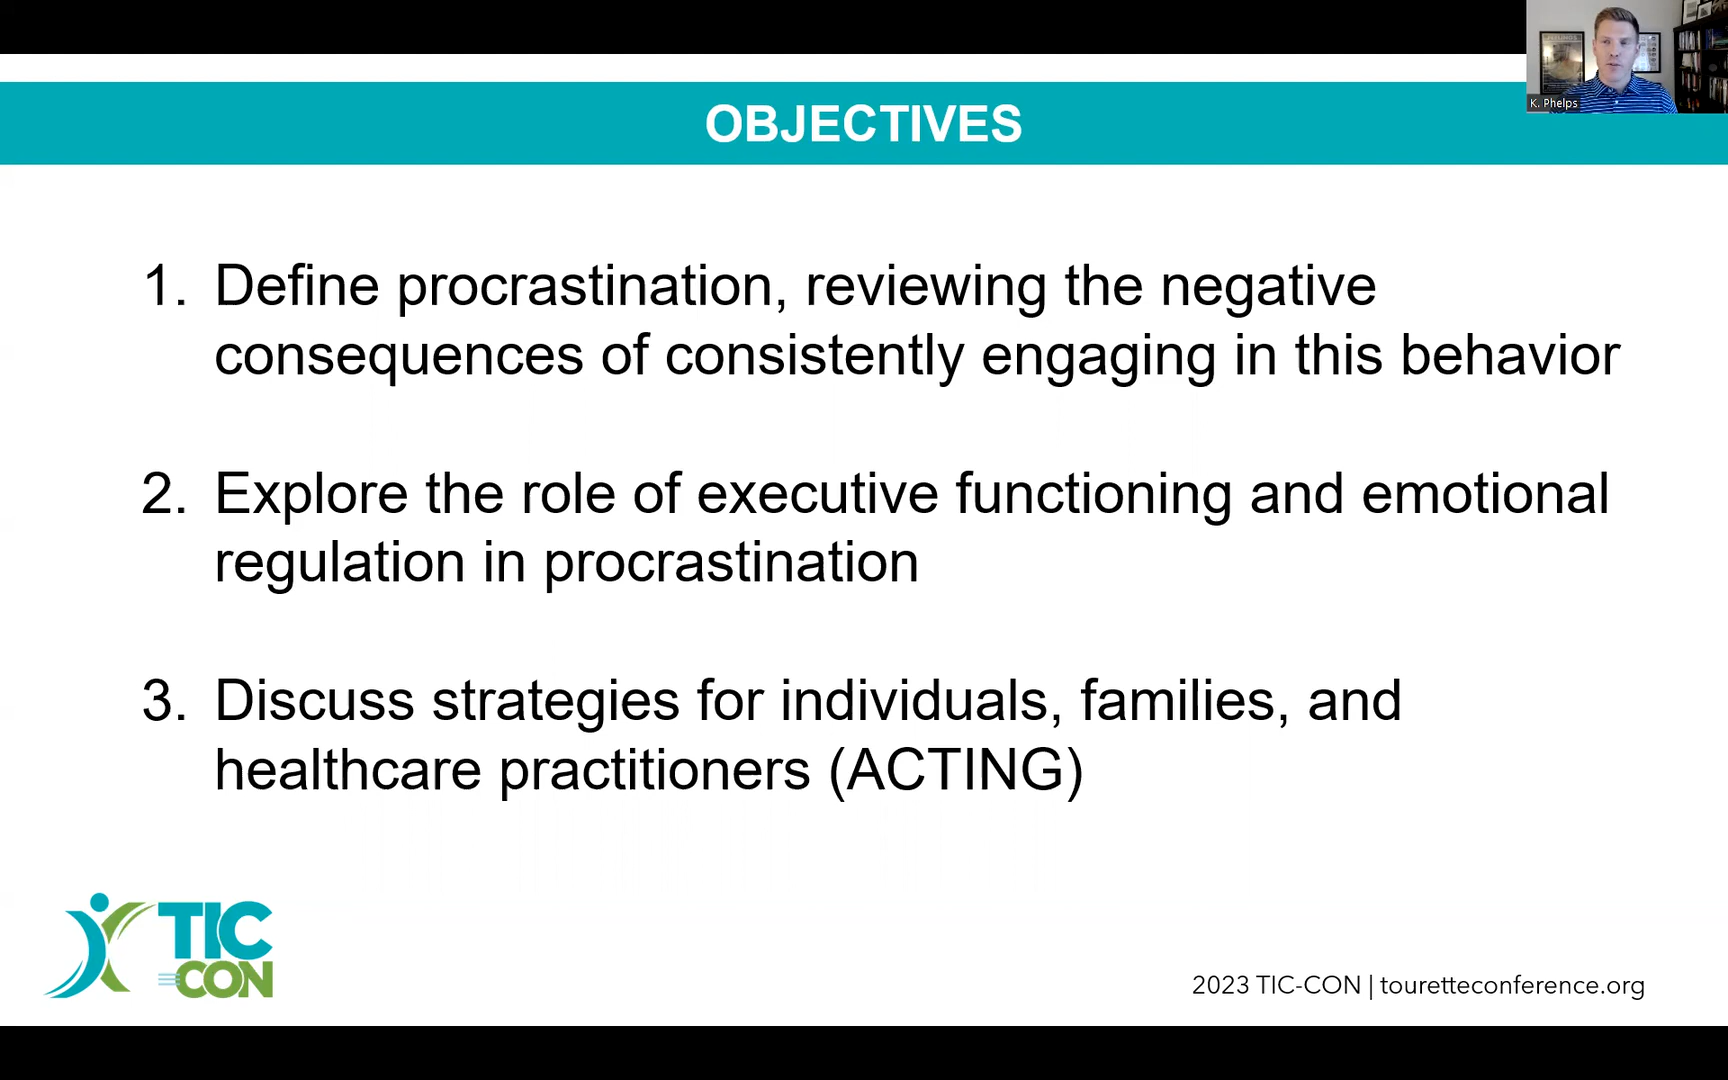 K. Phelps
OBJECTIVES
1. Define procrastination, reviewing the negative
consequences of consistently engaging in this behavior
2. Explore the role of executive functioning and emotional
regulation in procrastination
3. Discuss strategies for individuals, families, and
healthcare practitioners (ACTING)
TIC
CON
2023 TIC-CON | touretteconference.org